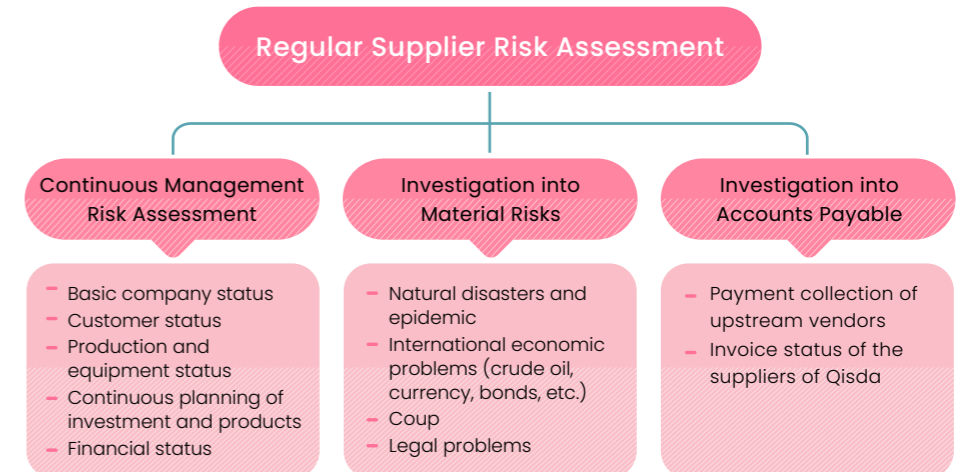 Regular Supplier Risk Assessment
Continuous Management
Risk Assessment
Basic company status
Customer status
Production and
equipment status
Continuous planning of
investment and products
Financial status
Investigation into
Material Risks
Natural disasters and
epidemic
International economic
problems (crude oil,
currency, bonds, etc.)
Coup
Legal problems
Investigation into
Accounts Payable
Payment collection of
upstream vendors
Invoice status of the
suppliers of Qisda